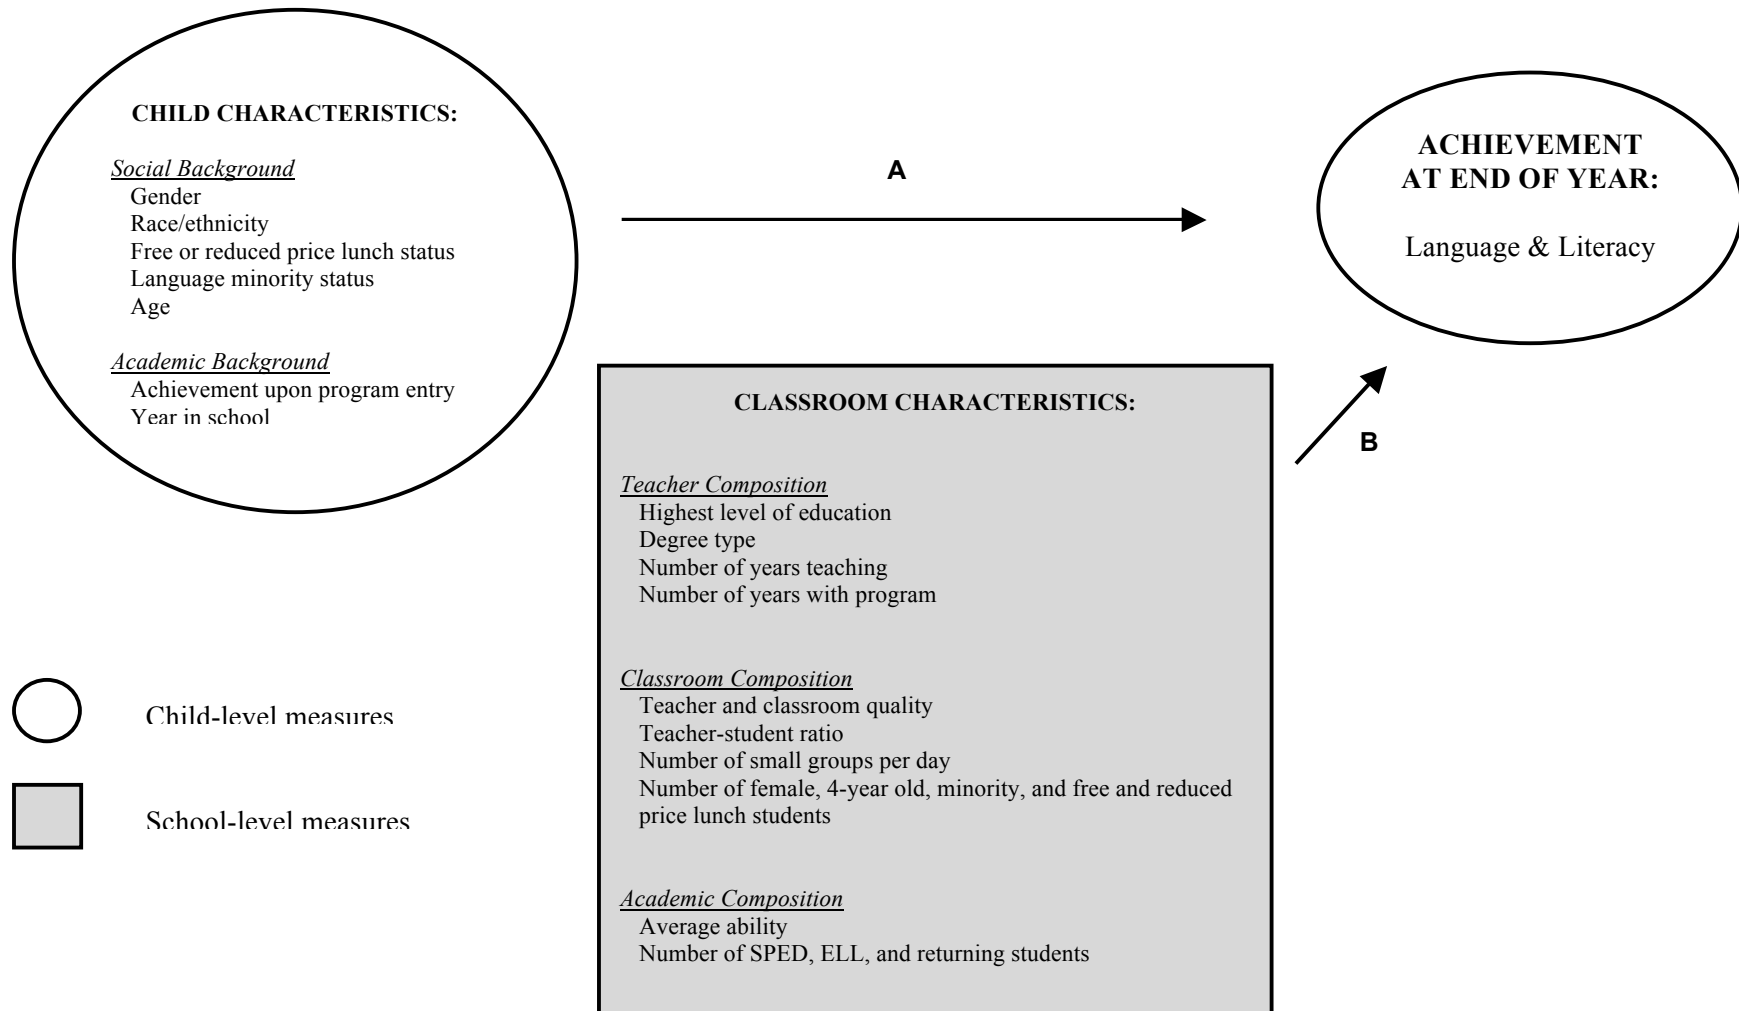 CHILD CHARACTERISTICS:
Social Background
Gender
Race/ethnicity
Free or reduced price lunch status
Language minority status
Age
Academic Background
Achievement upon program entry
Year in school
A
ACHIEVEMENT
AT END OF YEAR:
Language & Literacy
B
CLASSROOM CHARACTERISTICS:
Teacher Composition
Highest level of education
Degree type
Number of years teaching
Number of years with program
Classroom Composition
Teacher and classroom quality
Teacher-student ratio
Number of small groups per day
Number of female, 4-year old, minority, and free and reduced
price lunch students
Academic Composition
Average ability
Number of SPED, ELL, and returning students
Child-level measures
School-level measures